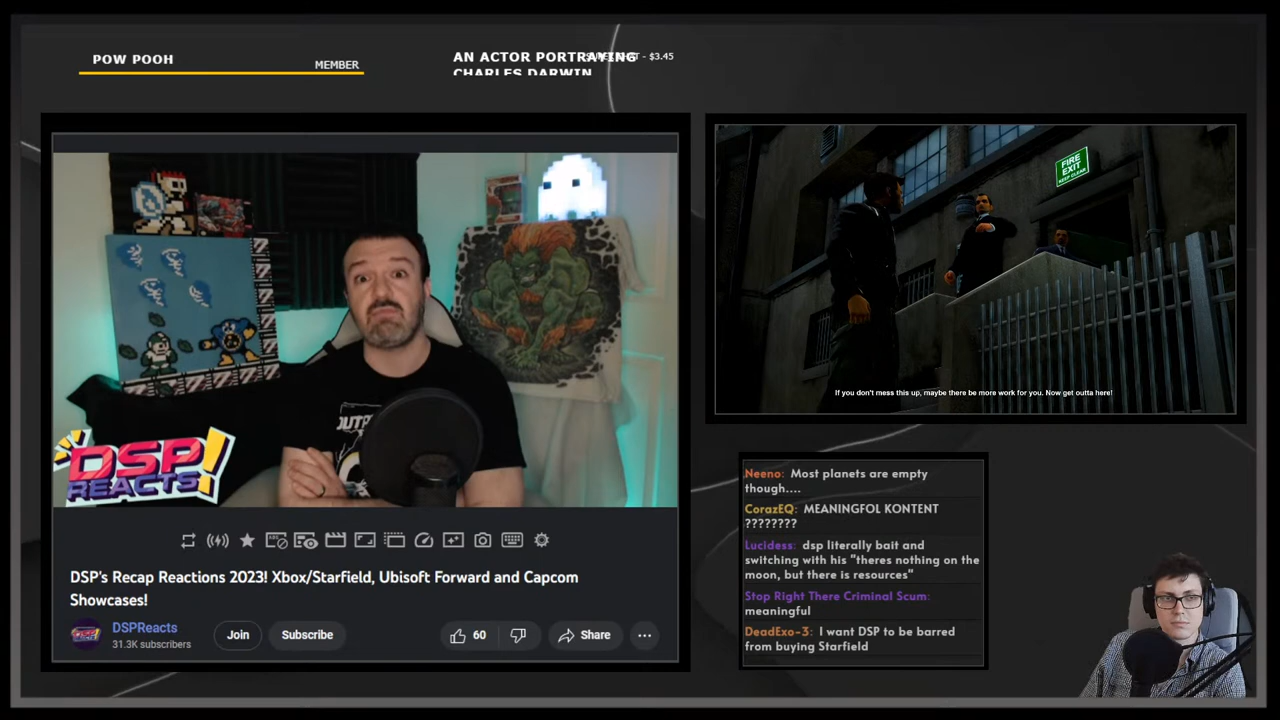 POW POOH
MEMBER
AN ACTOR PORTRAYING
- $3.45
CHARLES DARWIN
FIRE
EXIT
KEEP CLEAR
If you don't mess this up, maybe there be more work for you. Now get outta here!
DSP
REACTS!
DSP's Recap Reactions 2023! Xbox/Starfield, Ubisoft Forward and Capcom
Showcases!
DSPReacts
31.3K subscribers
Join
Subscribe
60
Share
Neeno: Most planets are empty
though....
CorazEQ: MEANINGFOL KONTENT
????????
Lucidess: dsp literally bait and
switching with his "theres nothing on the
moon, but there is resources"
Stop Right There Criminal Scum:
meaningful
DeadExo-3: I want DSP to be barred
from buying Starfield